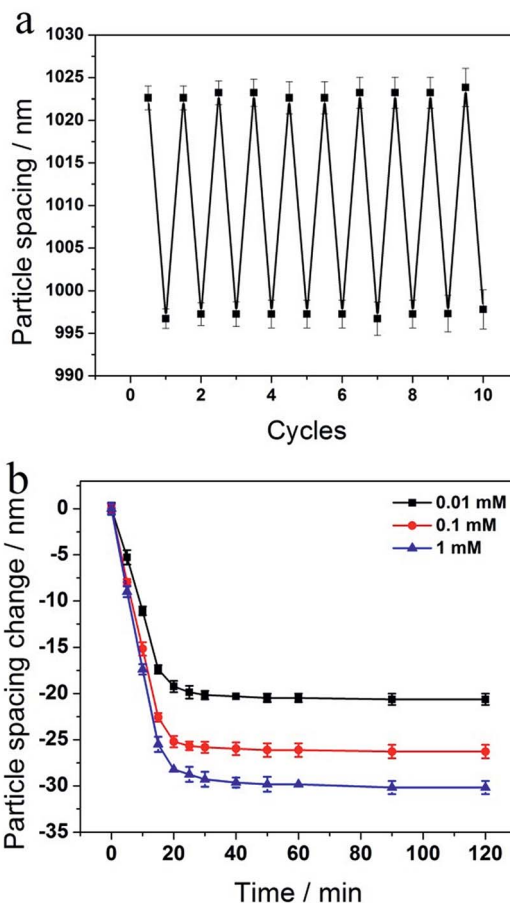 a
1030
1025
1020
1015
1010
1005
1000
995
990
Particle spacing / nm
0 2 4 6 8 10
Cycles
b
0
-5
-10
-15
-20
-25
-30
-35
Particle spacing change / nm
0.01 mM
0.1 mM
1 mM
0 20 40 60 80 100 120
Time / min